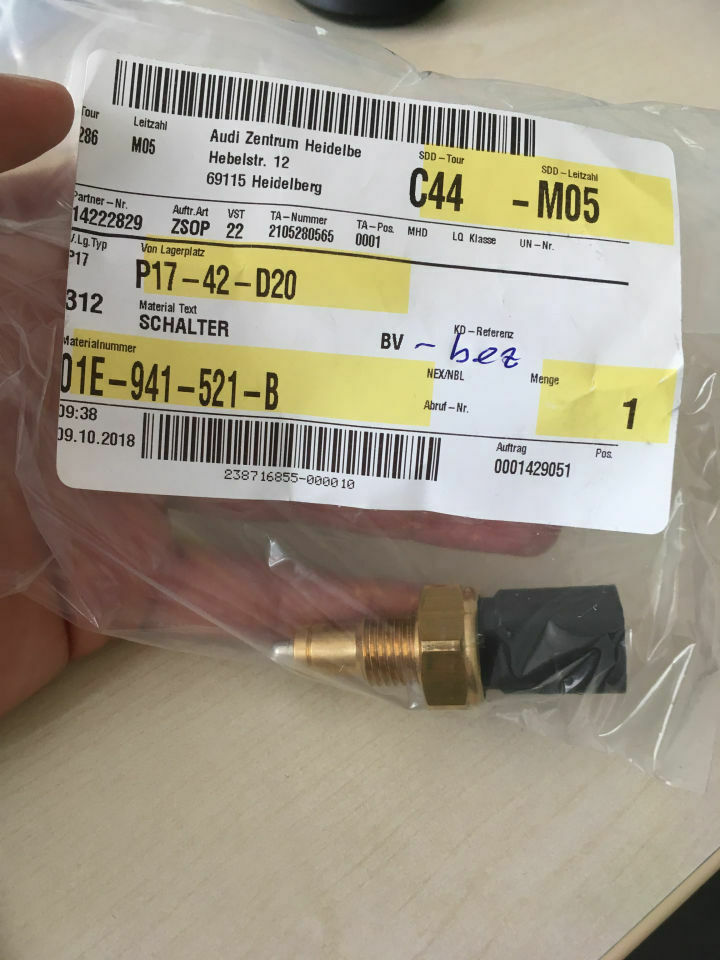 Tour Leitzahl
286 M05
Audi Zentrum Heidelbe
Hebelstr. 12
69115 Heidelberg
SDD-Tour SDD-Leitzahl
C44 -M05
Partner-Nr. Auftr.Art VST TA-Nummer TA-Pos. MHD LQ Klasse UN-Nr.
14222829 ZSOP 22 2105280565 0001
V.Lg.Typ Von Lagerplatz
P17 P17-42-D20
312 Material Text
SCHALTER
BV - bez
KD-Referenz
Materialnummer NEX/NBL Menge
01E-941-521-B 1
Abruf-Nr.
09:38
09.10.2018
238716855-000010
Auftrag Pos.
0001429051